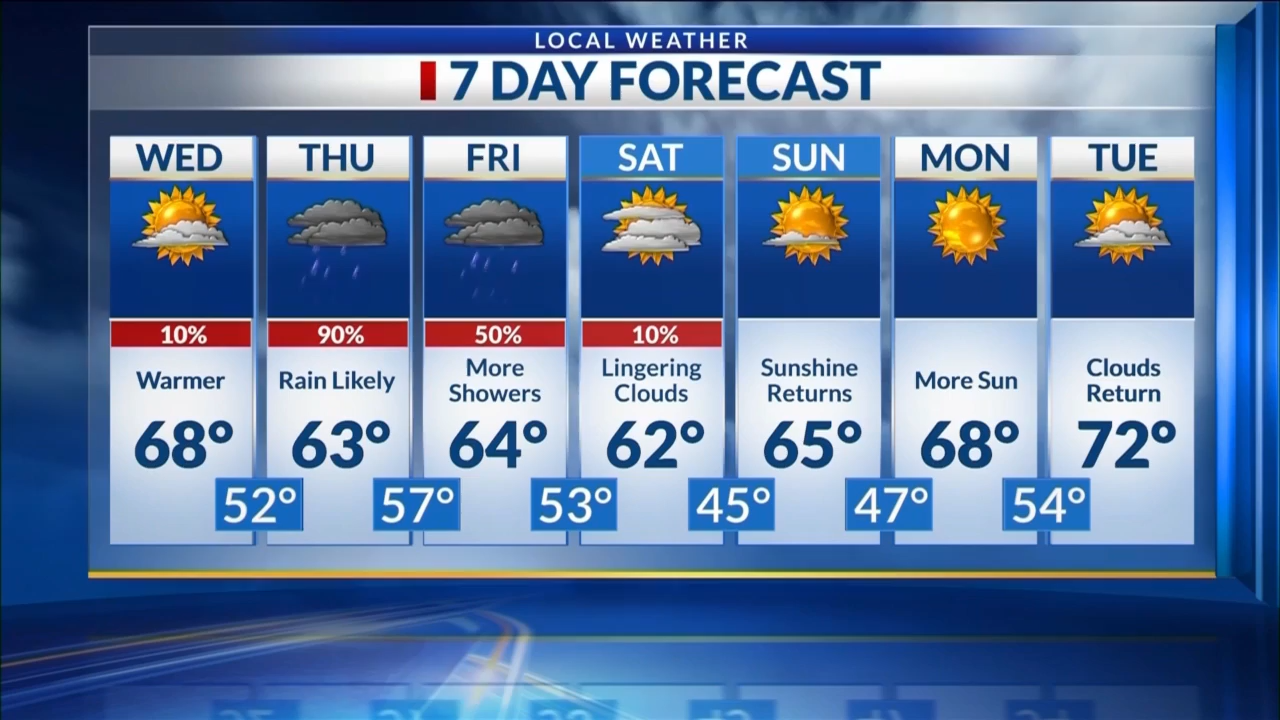 LOCAL WEATHER
7 DAY FORECAST
WED THU FRI SAT SUN MON TUE
10% 90% 50% 10%
Warmer
Rain Likely
More
Showers
Lingering
Clouds
Sunshine
Returns
More Sun
Clouds
Return
68° 63° 64° 62° 65° 68° 72°
52° 57° 53° 45° 47° 54°